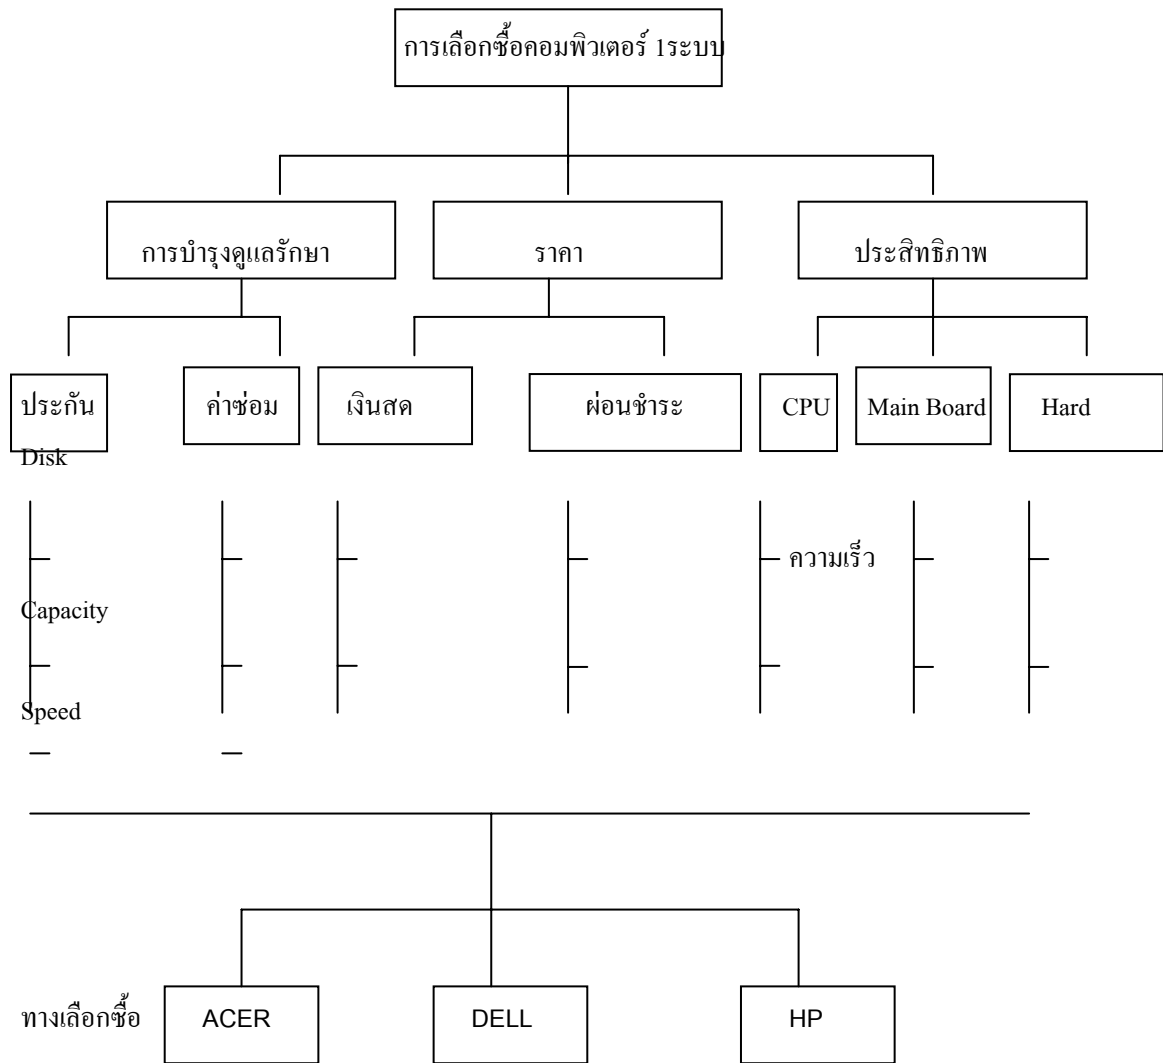 การเลือกซื้อคอมพิวเตอร์ 1ระบบ
การบำรุงดูแลรักษา ราคา ประสิทธิภาพ
ประกัน ค่าซ่อม เงินสด ผ่อนชำระ CPU Main Board Hard
Disk
ความเร็ว
Capacity
Speed
ทางเลือกซื้อ ACER DELL HP